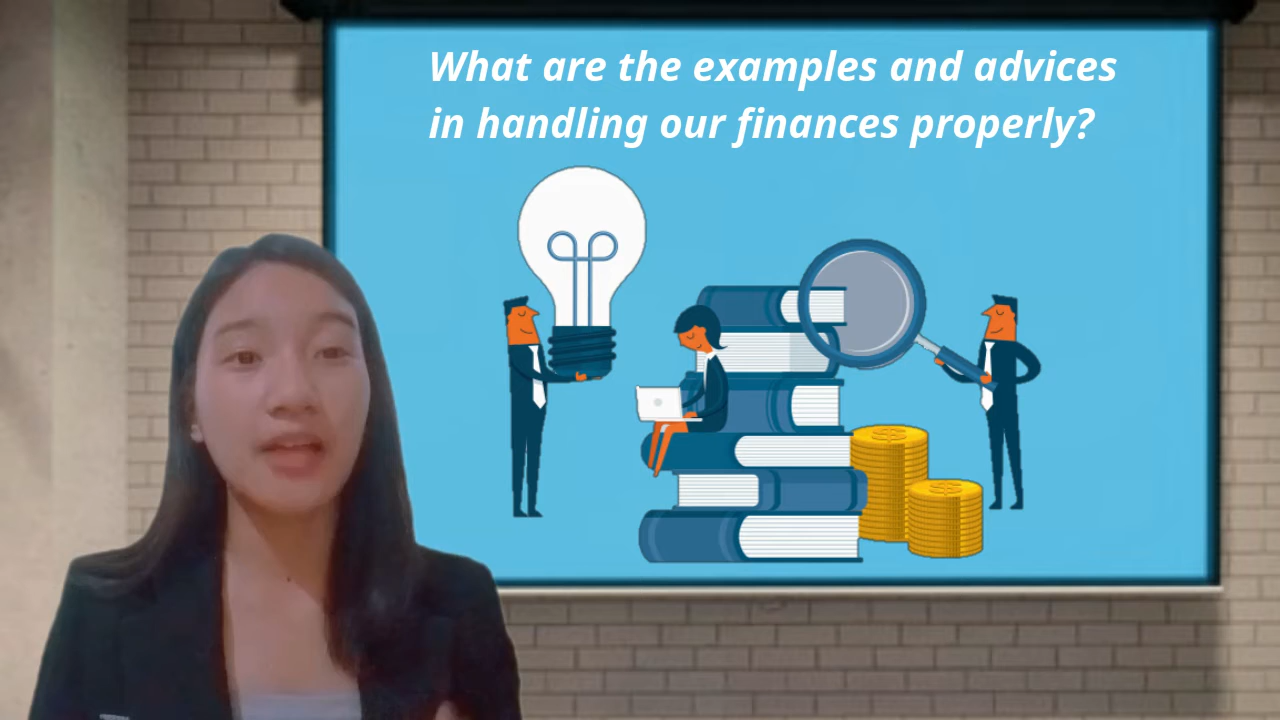 What are the examples and advices
in handling our finances properly?